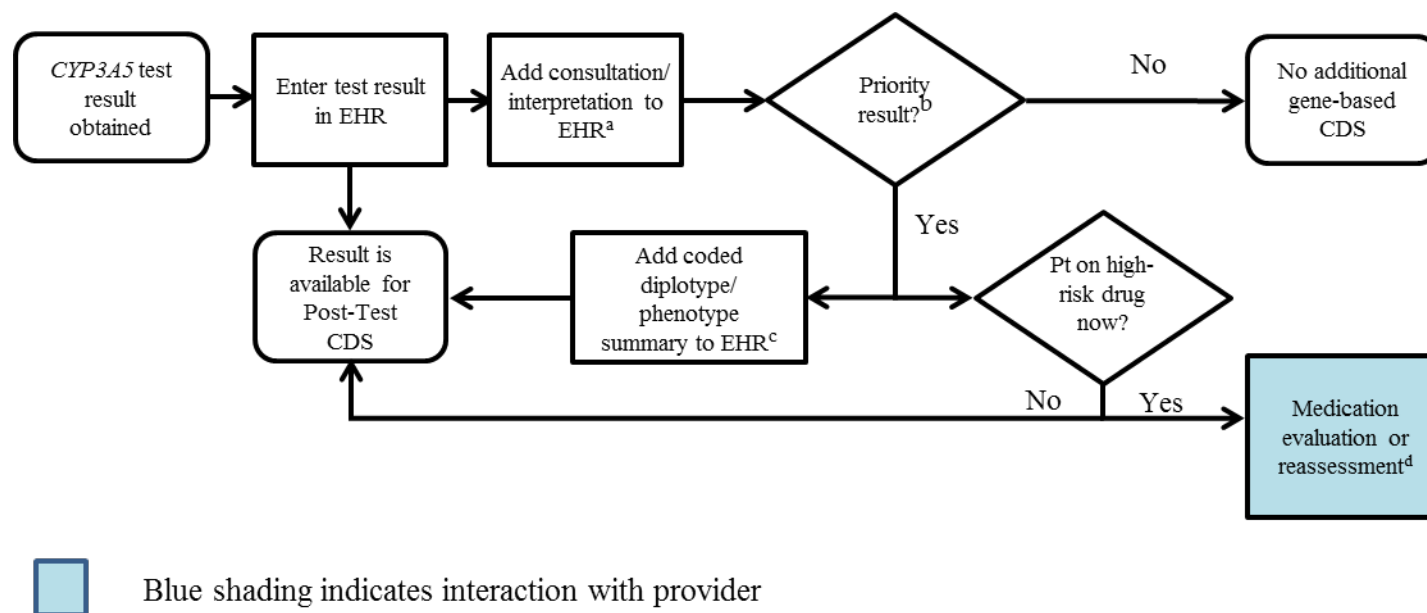 CYP3A5 test
result
obtained
Enter test result
in EHR
Add consultation/
interpretation to
EHRᵃ
Priority
result?ᵇ
No
No additional
gene-based
CDS
Yes
Result is
available for
Post-Test
CDS
Add coded
diplotype/
phenotype
summary to EHRᶜ
Pt on high-
risk drug
now?
No
Yes
Medication
evaluation or
reassessmentᵈ
Blue shading indicates interaction with provider